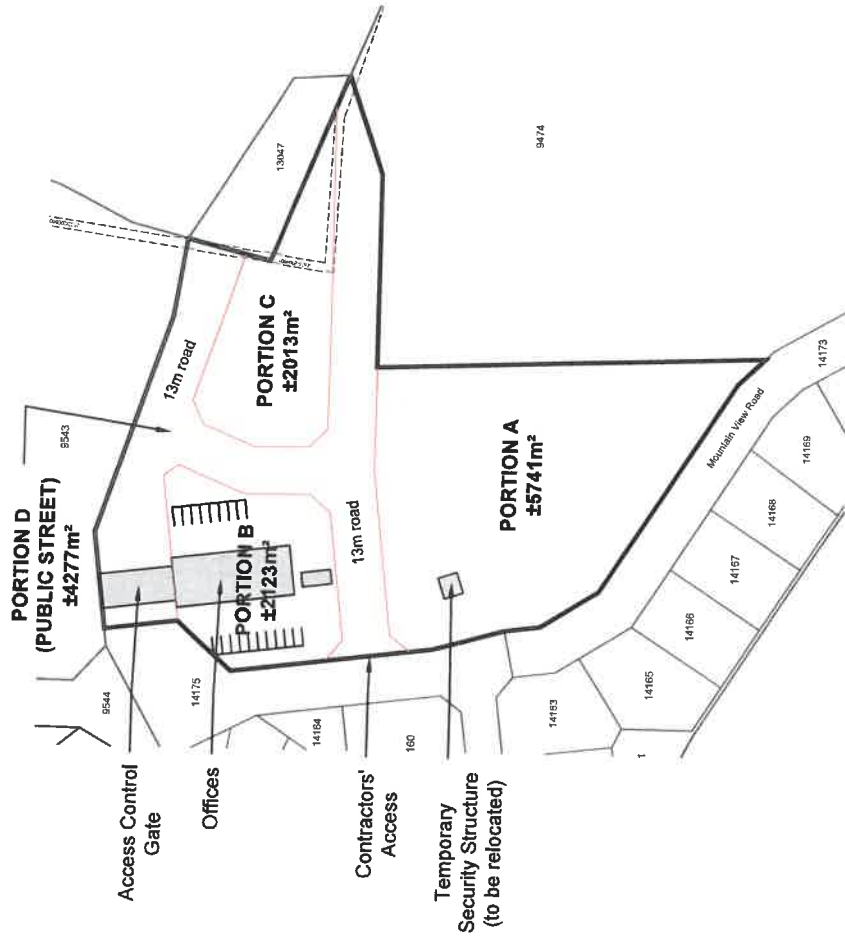 PORTION D
(PUBLIC STREET)
±4277m²
9543
9544
14175
13m road
13047
PORTION C
±2013m²
PORTION B
±2123m²
13m road
9474
PORTION A
±5741m²
Access Control
Gate
Offices
Contractors'
Access
Temporary
Security Structure
(to be relocated)
14164
160
14163
1
14165
14166
14167
14168
14169
14173
Mountain View Road